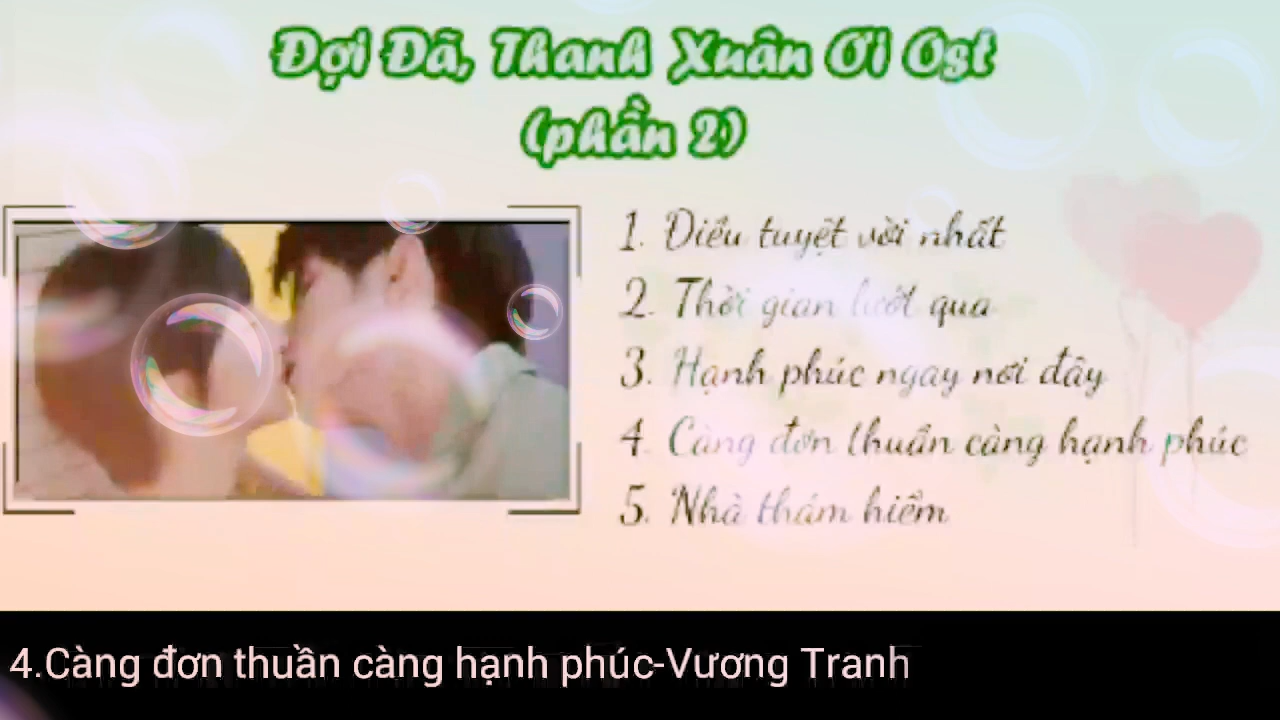 Đợi Đã, Thanh Xuân Ơi Ost
(phần 2)
1. Điều tuyệt vời nhất
2. Thời gian lướt qua
3. Hạnh phúc ngay nơi đây
4. Càng đơn thuần càng hạnh phúc
5. Nhà thám hiểm
4.Càng đơn thuần càng hạnh phúc-Vương Tranh